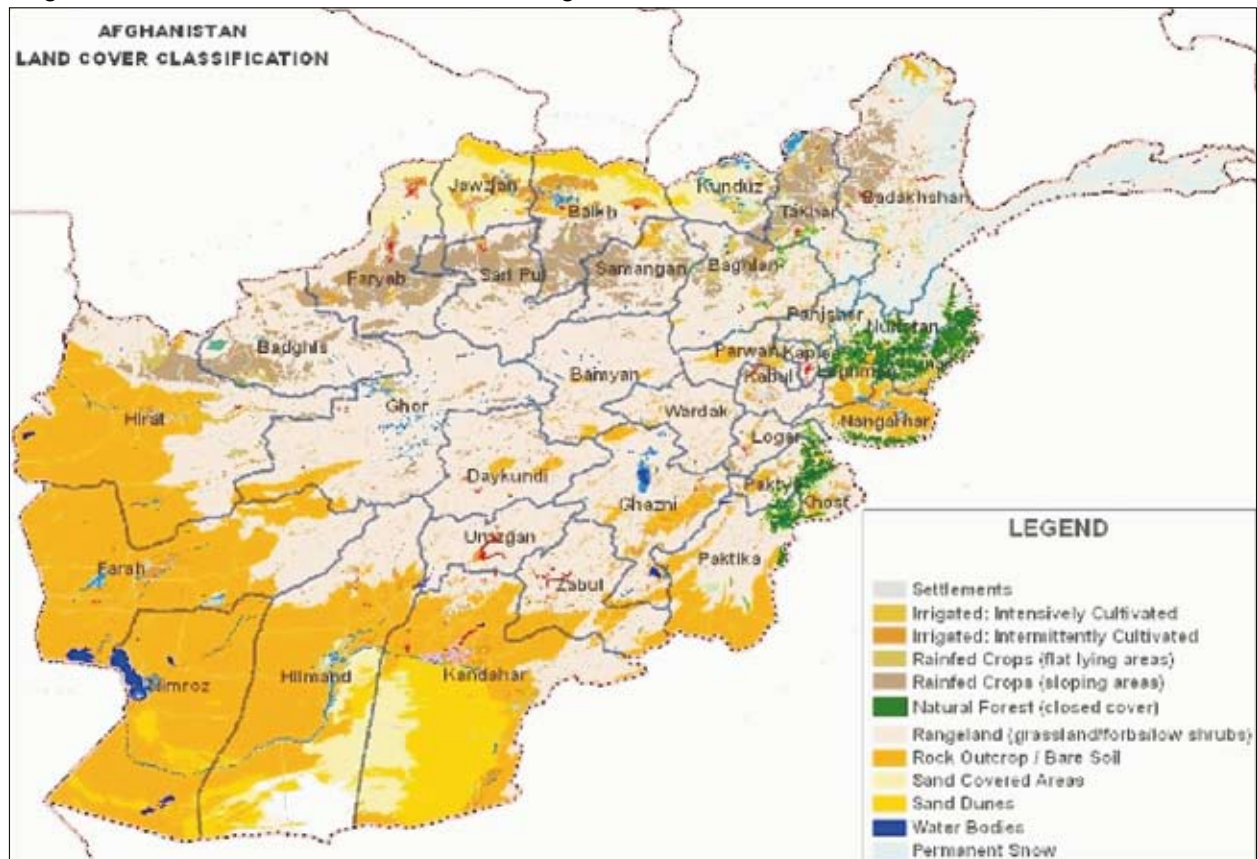 AFGHANISTAN
LAND COVER CLASSIFICATION
Jawzjan
Balkh
Kunduz
Takhar
Badakhshan
Faryab
Sari Pul
Samangan
Baghlan
Panjsher
Nuristan
Badghis
Bamyan
Parwan
Kapisa
Kabul
Laghman
Hirat
Ghor
Wardak
Nangarhar
Logar
Daykundi
Ghazni
Paktya
Khost
Uruzgan
Paktika
Farah
Zabul
Nimroz
Hilmand
Kandahar
LEGEND
Settlements
Irrigated: Intensively Cultivated
Irrigated: Intermittently Cultivated
Rainfed Crops (flat lying areas)
Rainfed Crops (sloping areas)
Natural Forest (closed cover)
Rangeland (grassland/forbs/low shrubs)
Rock Outcrop / Bare Soil
Sand Covered Areas
Sand Dunes
Water Bodies
Permanent Snow